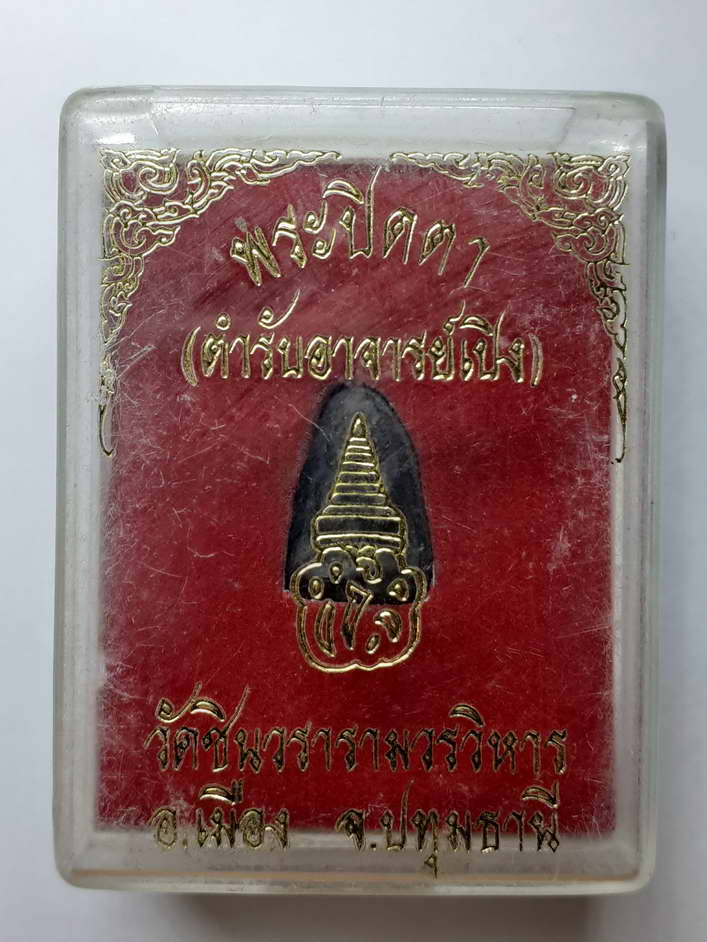 พระปิดตา
(ตำรับอาจารย์เปิง)
วัดชินวรารามวรวิหาร
อ.เมือง จ.ปทุมธานี